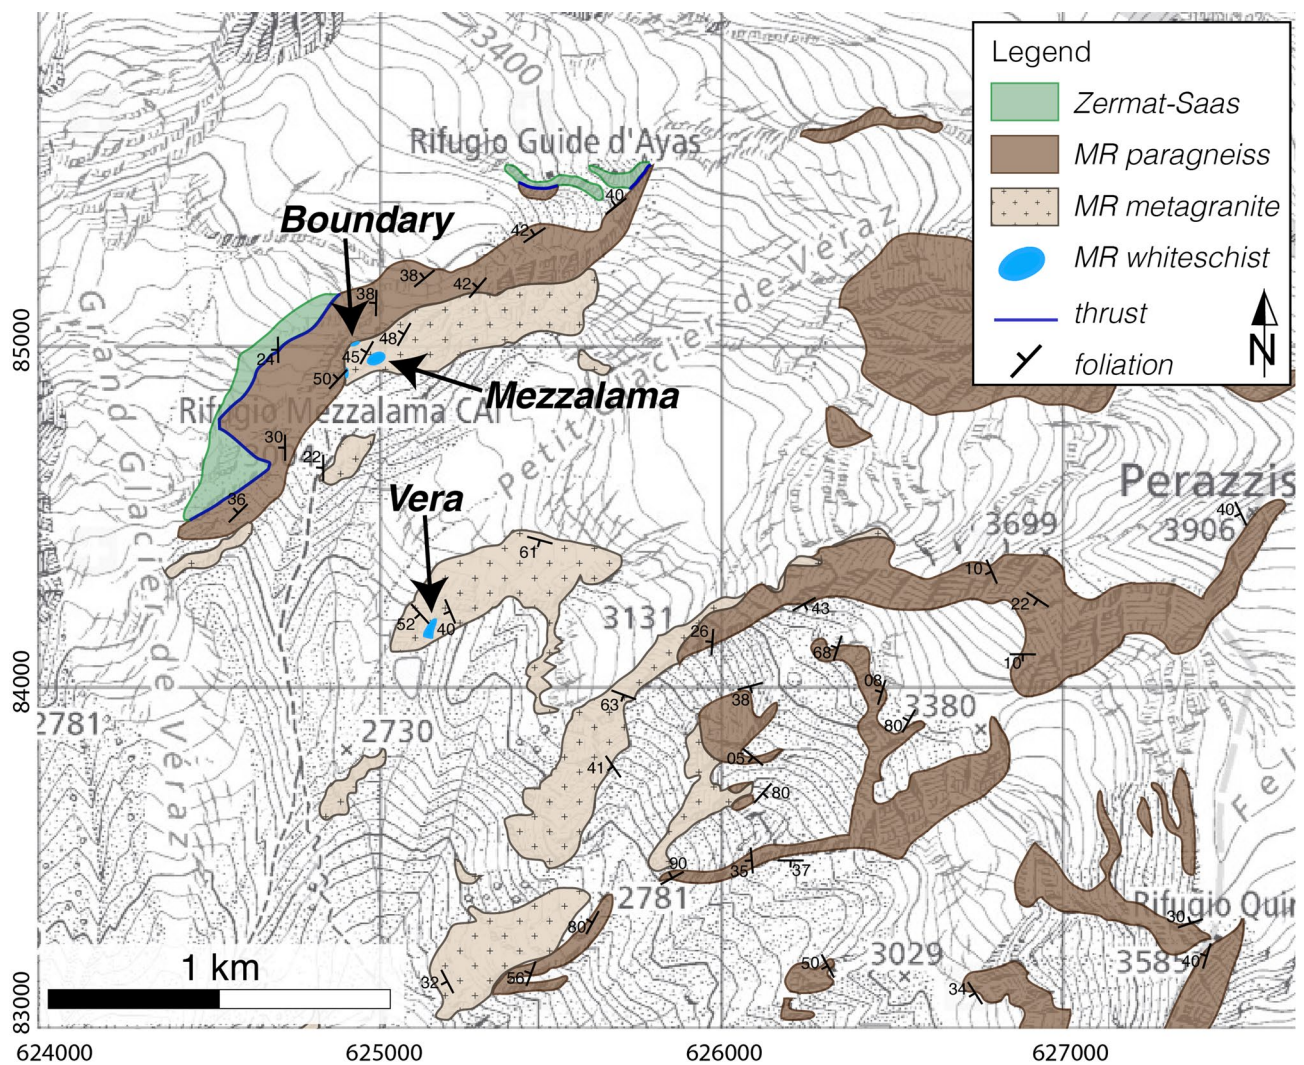 3400
Legend
Zermat-Saas
MR paragneiss
MR metagranite
MR whiteschist
thrust
foliation
N
Rifugio Guide d'Ayas
40
42
Boundary
38
42
38
48
45
50
24
Mezzalama
Rifugio Mezzalama CAI
Petit Glacier de Véraz
Grand Glacier de Véraz
30
22
36
Vera
61
52
40
3131
Perazzis
3906
40
3699
10
22
10
43
26
68
08
80
3380
63
38
05
80
41
2781
2730
90
35
37
2781
80
56
32
50
3029
34
Fel
Rifugio Quin
30
40
3585
1 km
85000
84000
83000
624000
625000
626000
627000